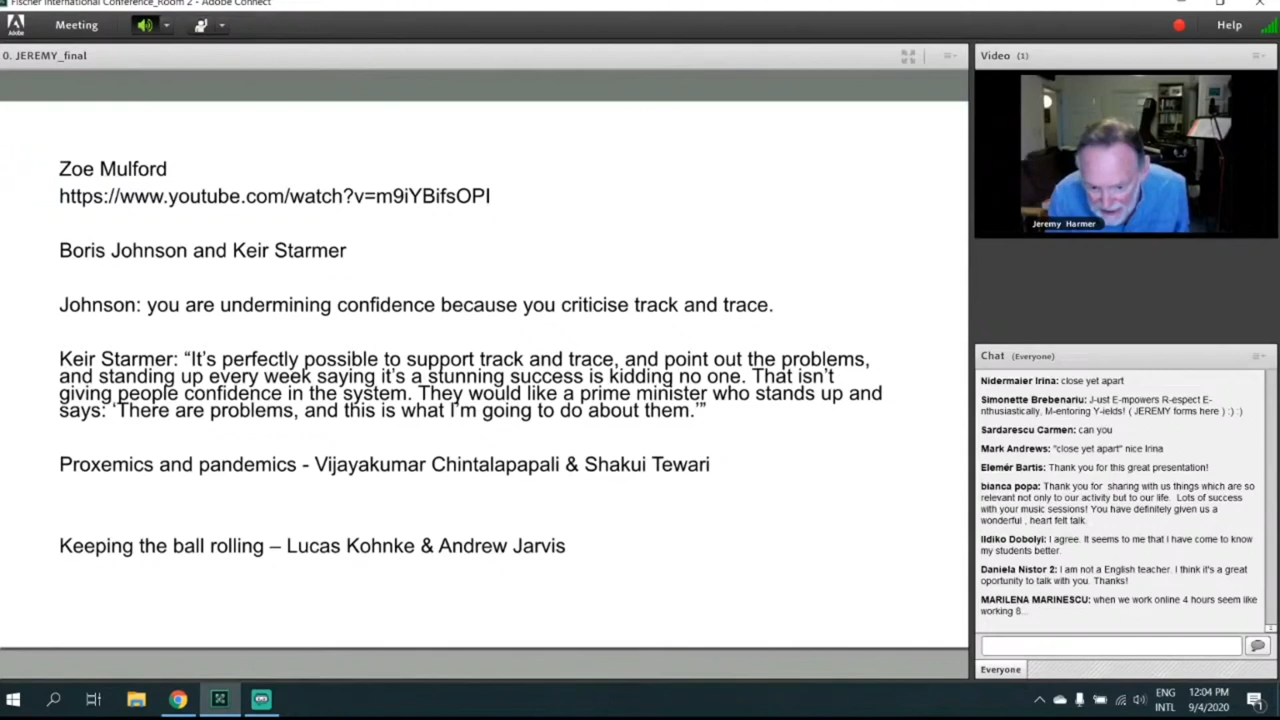 Fischer International Conference_Room 2 - Adobe Connect
Meeting
Help
0. JEREMY_final
Zoe Mulford
https://www.youtube.com/watch?v=m9iYBifsOPI
Boris Johnson and Keir Starmer
Johnson: you are undermining confidence because you criticise track and trace.
Keir Starmer: “It’s perfectly possible to support track and trace, and point out the problems,
and standing up every week saying it’s a stunning success is kidding no one. That isn’t
giving people confidence in the system. They would like a prime minister who stands up and
says: ‘There are problems, and this is what I’m going to do about them.’”
Proxemics and pandemics - Vijayakumar Chintalapapali & Shakui Tewari
Keeping the ball rolling – Lucas Kohnke & Andrew Jarvis
Video (1)
Jeremy Harmer
Chat (Everyone)
Nidermaier Irina: close yet apart
Simonette Brebenariu: J-ust E-mpowers R-espect E-
nthusiastically, M-entoring Y-ields! ( JEREMY forms here ) :) :)
Sardarescu Carmen: can you
Mark Andrews: "close yet apart" nice Irina
Elemér Bartis: Thank you for this great presentation!
bianca popa: Thank you for sharing with us things which are so
relevant not only to our activity but to our life. Lots of success
with your music sessions! You have definitely given us a
wonderful , heart felt talk.
Ildiko Dobolyi: I agree. It seems to me that I have come to know
my students better.
Daniela Nistor 2: I am not a English teacher. I think it's a great
oportunity to talk with you. Thanks!
MARILENA MARINESCU: when we work online 4 hours seem like
working 8...
Everyone
ENG
INTL
12:04 PM
9/4/2020